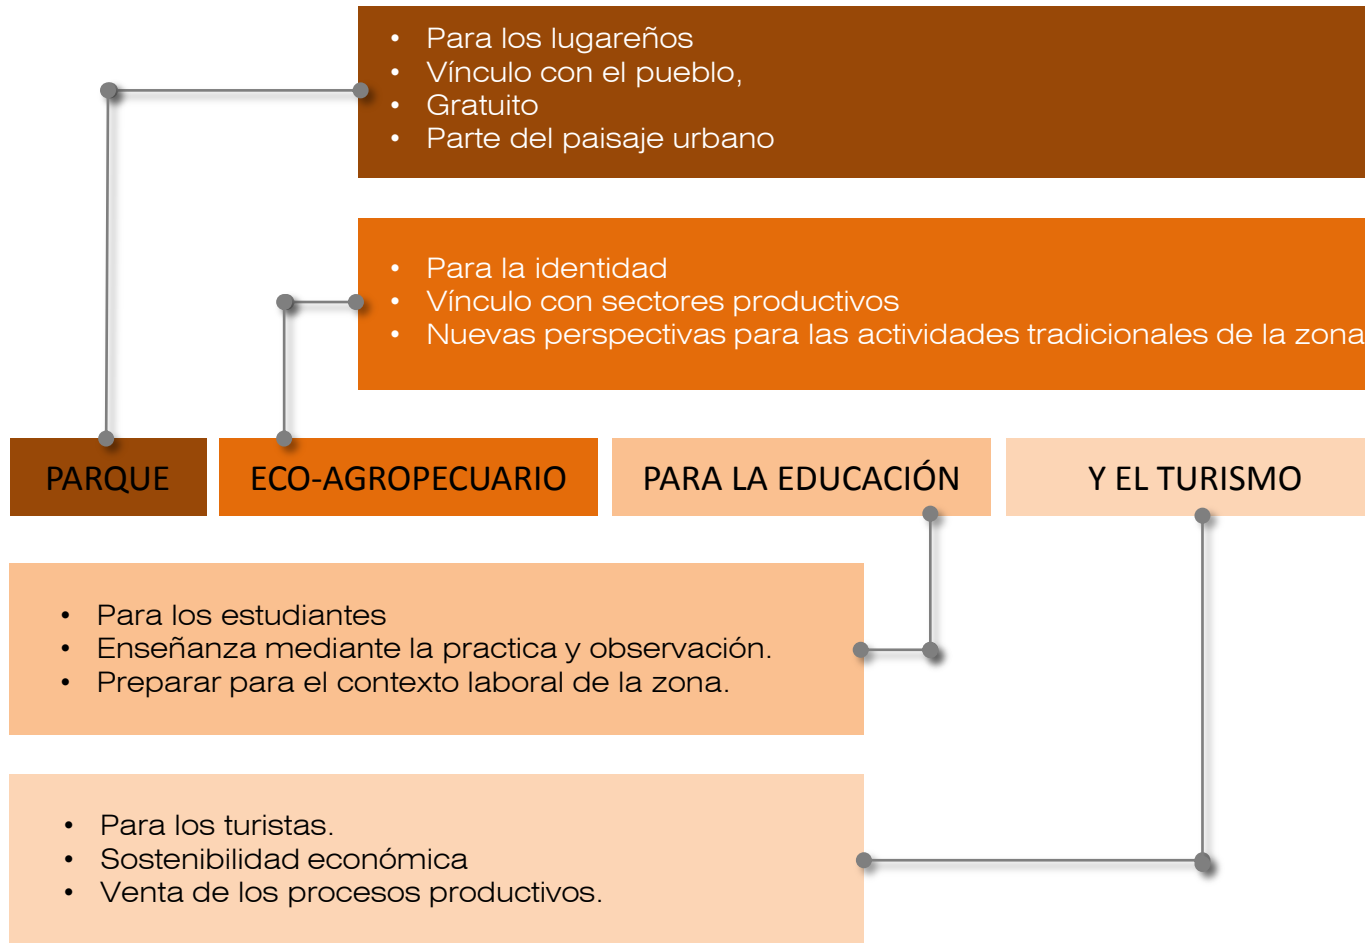 • Para los lugareños
• Vínculo con el pueblo,
• Gratuito
• Parte del paisaje urbano
• Para la identidad
• Vínculo con sectores productivos
• Nuevas perspectivas para las actividades tradicionales de la zona
PARQUE
ECO-AGROPECUARIO
PARA LA EDUCACIÓN
Y EL TURISMO
• Para los estudiantes
• Enseñanza mediante la practica y observación.
• Preparar para el contexto laboral de la zona.
• Para los turistas.
• Sostenibilidad económica
• Venta de los procesos productivos.